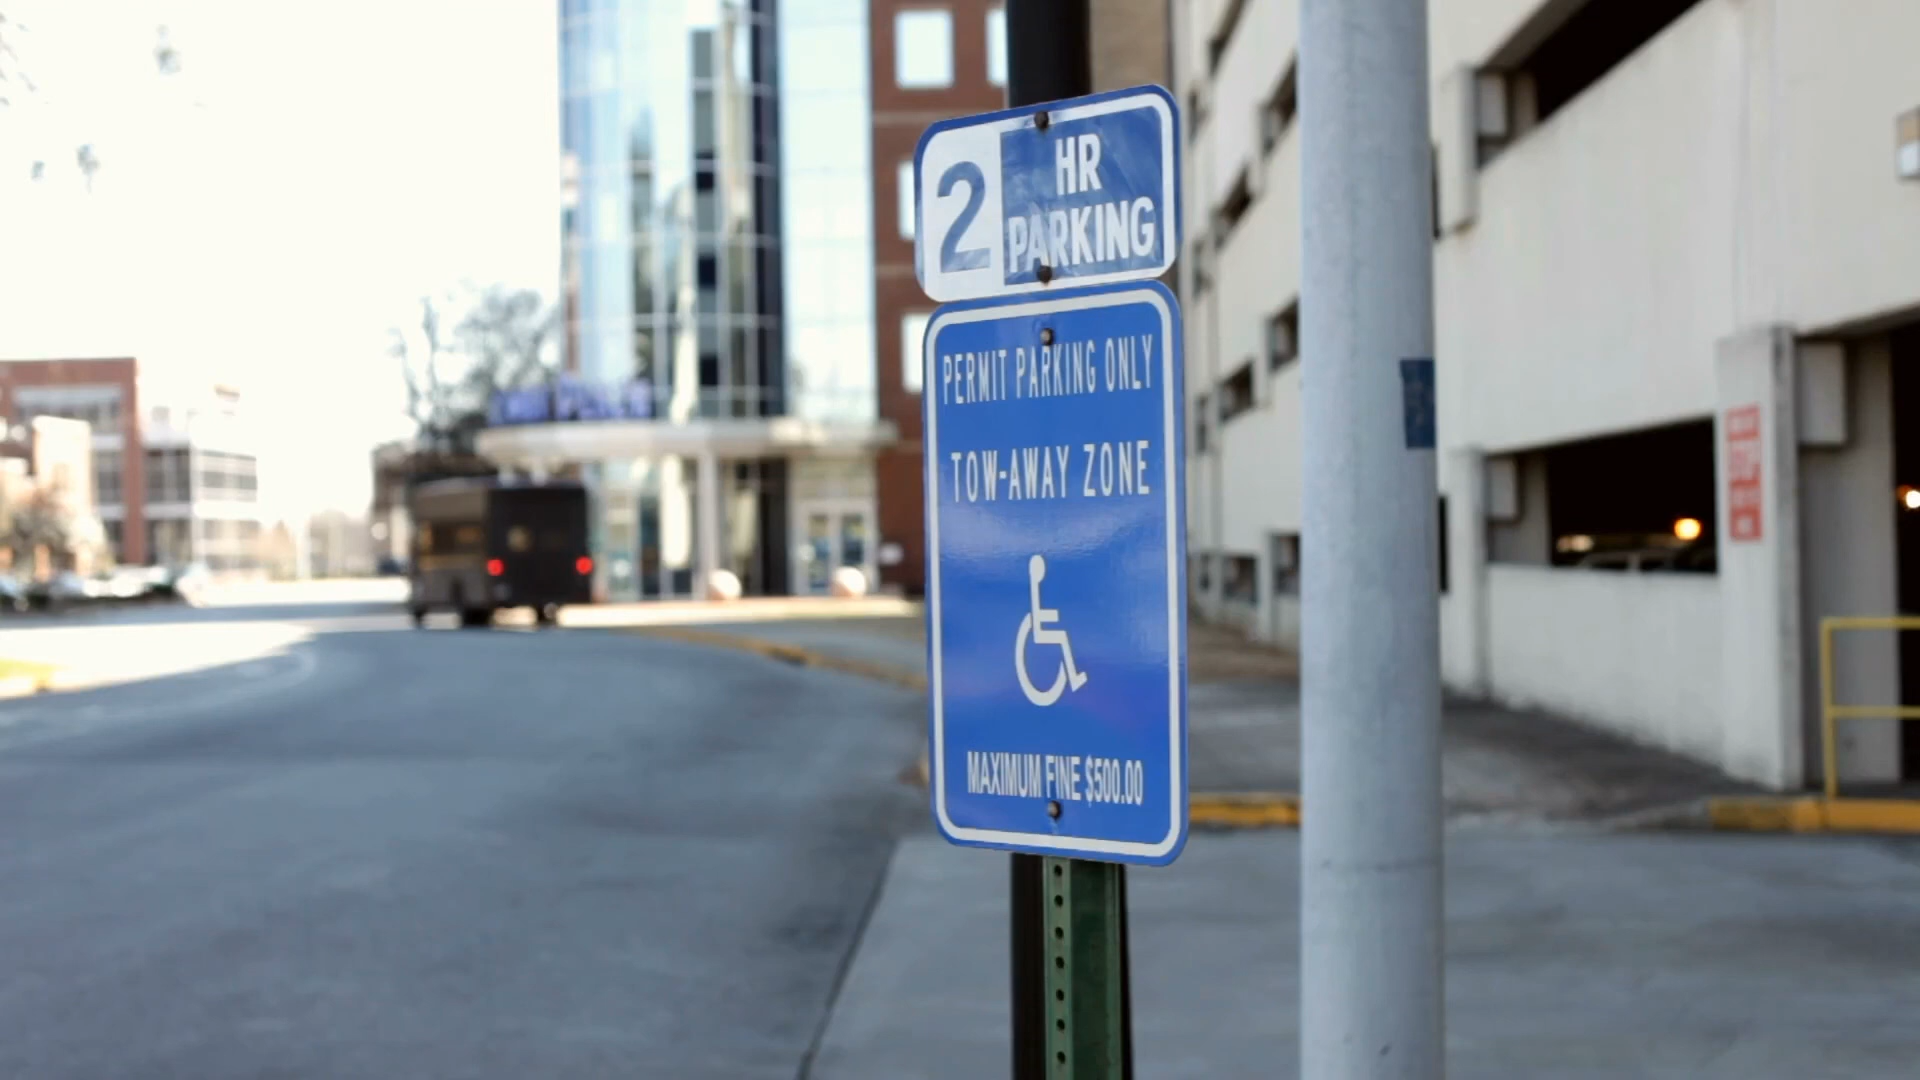 2
HR
PARKING
PERMIT PARKING ONLY
TOW-AWAY ZONE
MAXIMUM FINE $500.00